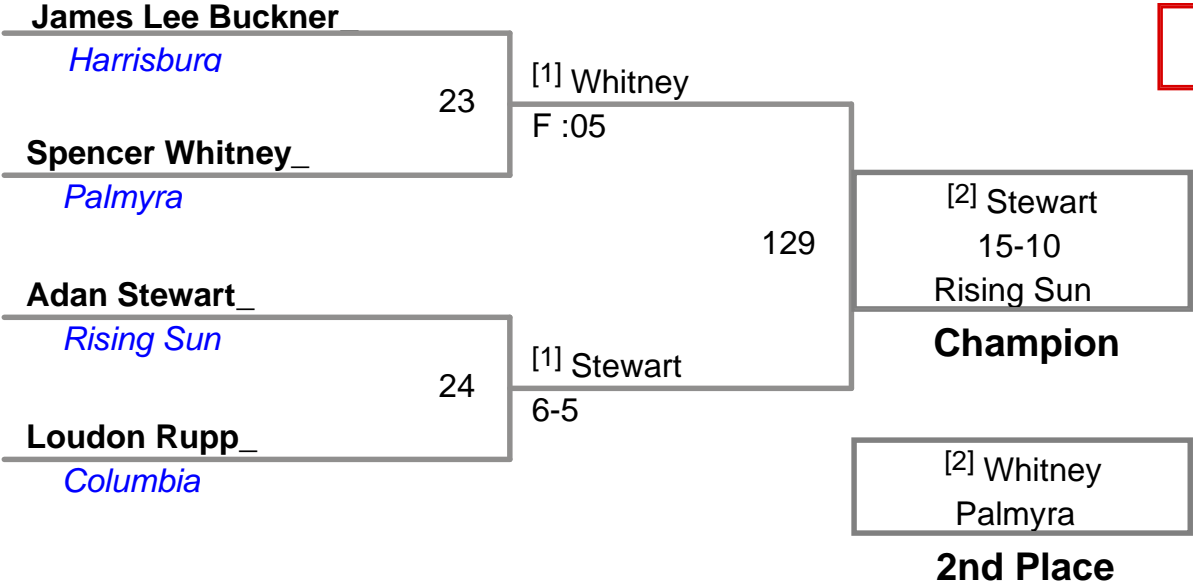 James Lee Buckner_
Harrisburg
23
[1] Whitney
F :05
Spencer Whitney_
Palmyra
129
[2] Stewart
15-10
Rising Sun
Champion
Adan Stewart_
Rising Sun
24
[1] Stewart
6-5
Loudon Rupp_
Columbia
[2] Whitney
Palmyra
2nd Place